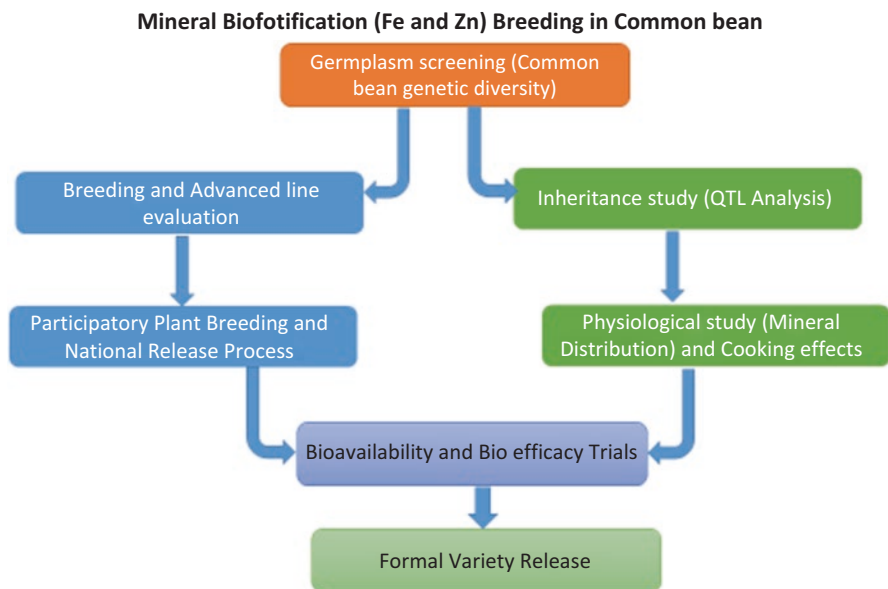 Mineral Biofotification (Fe and Zn) Breeding in Common bean
Germplasm screening (Common
bean genetic diversity)
Breeding and Advanced line
evaluation
Inheritance study (QTL Analysis)
Participatory Plant Breeding and
National Release Process
Physiological study (Mineral
Distribution) and Cooking effects
Bioavailability and Bio efficacy Trials
Formal Variety Release